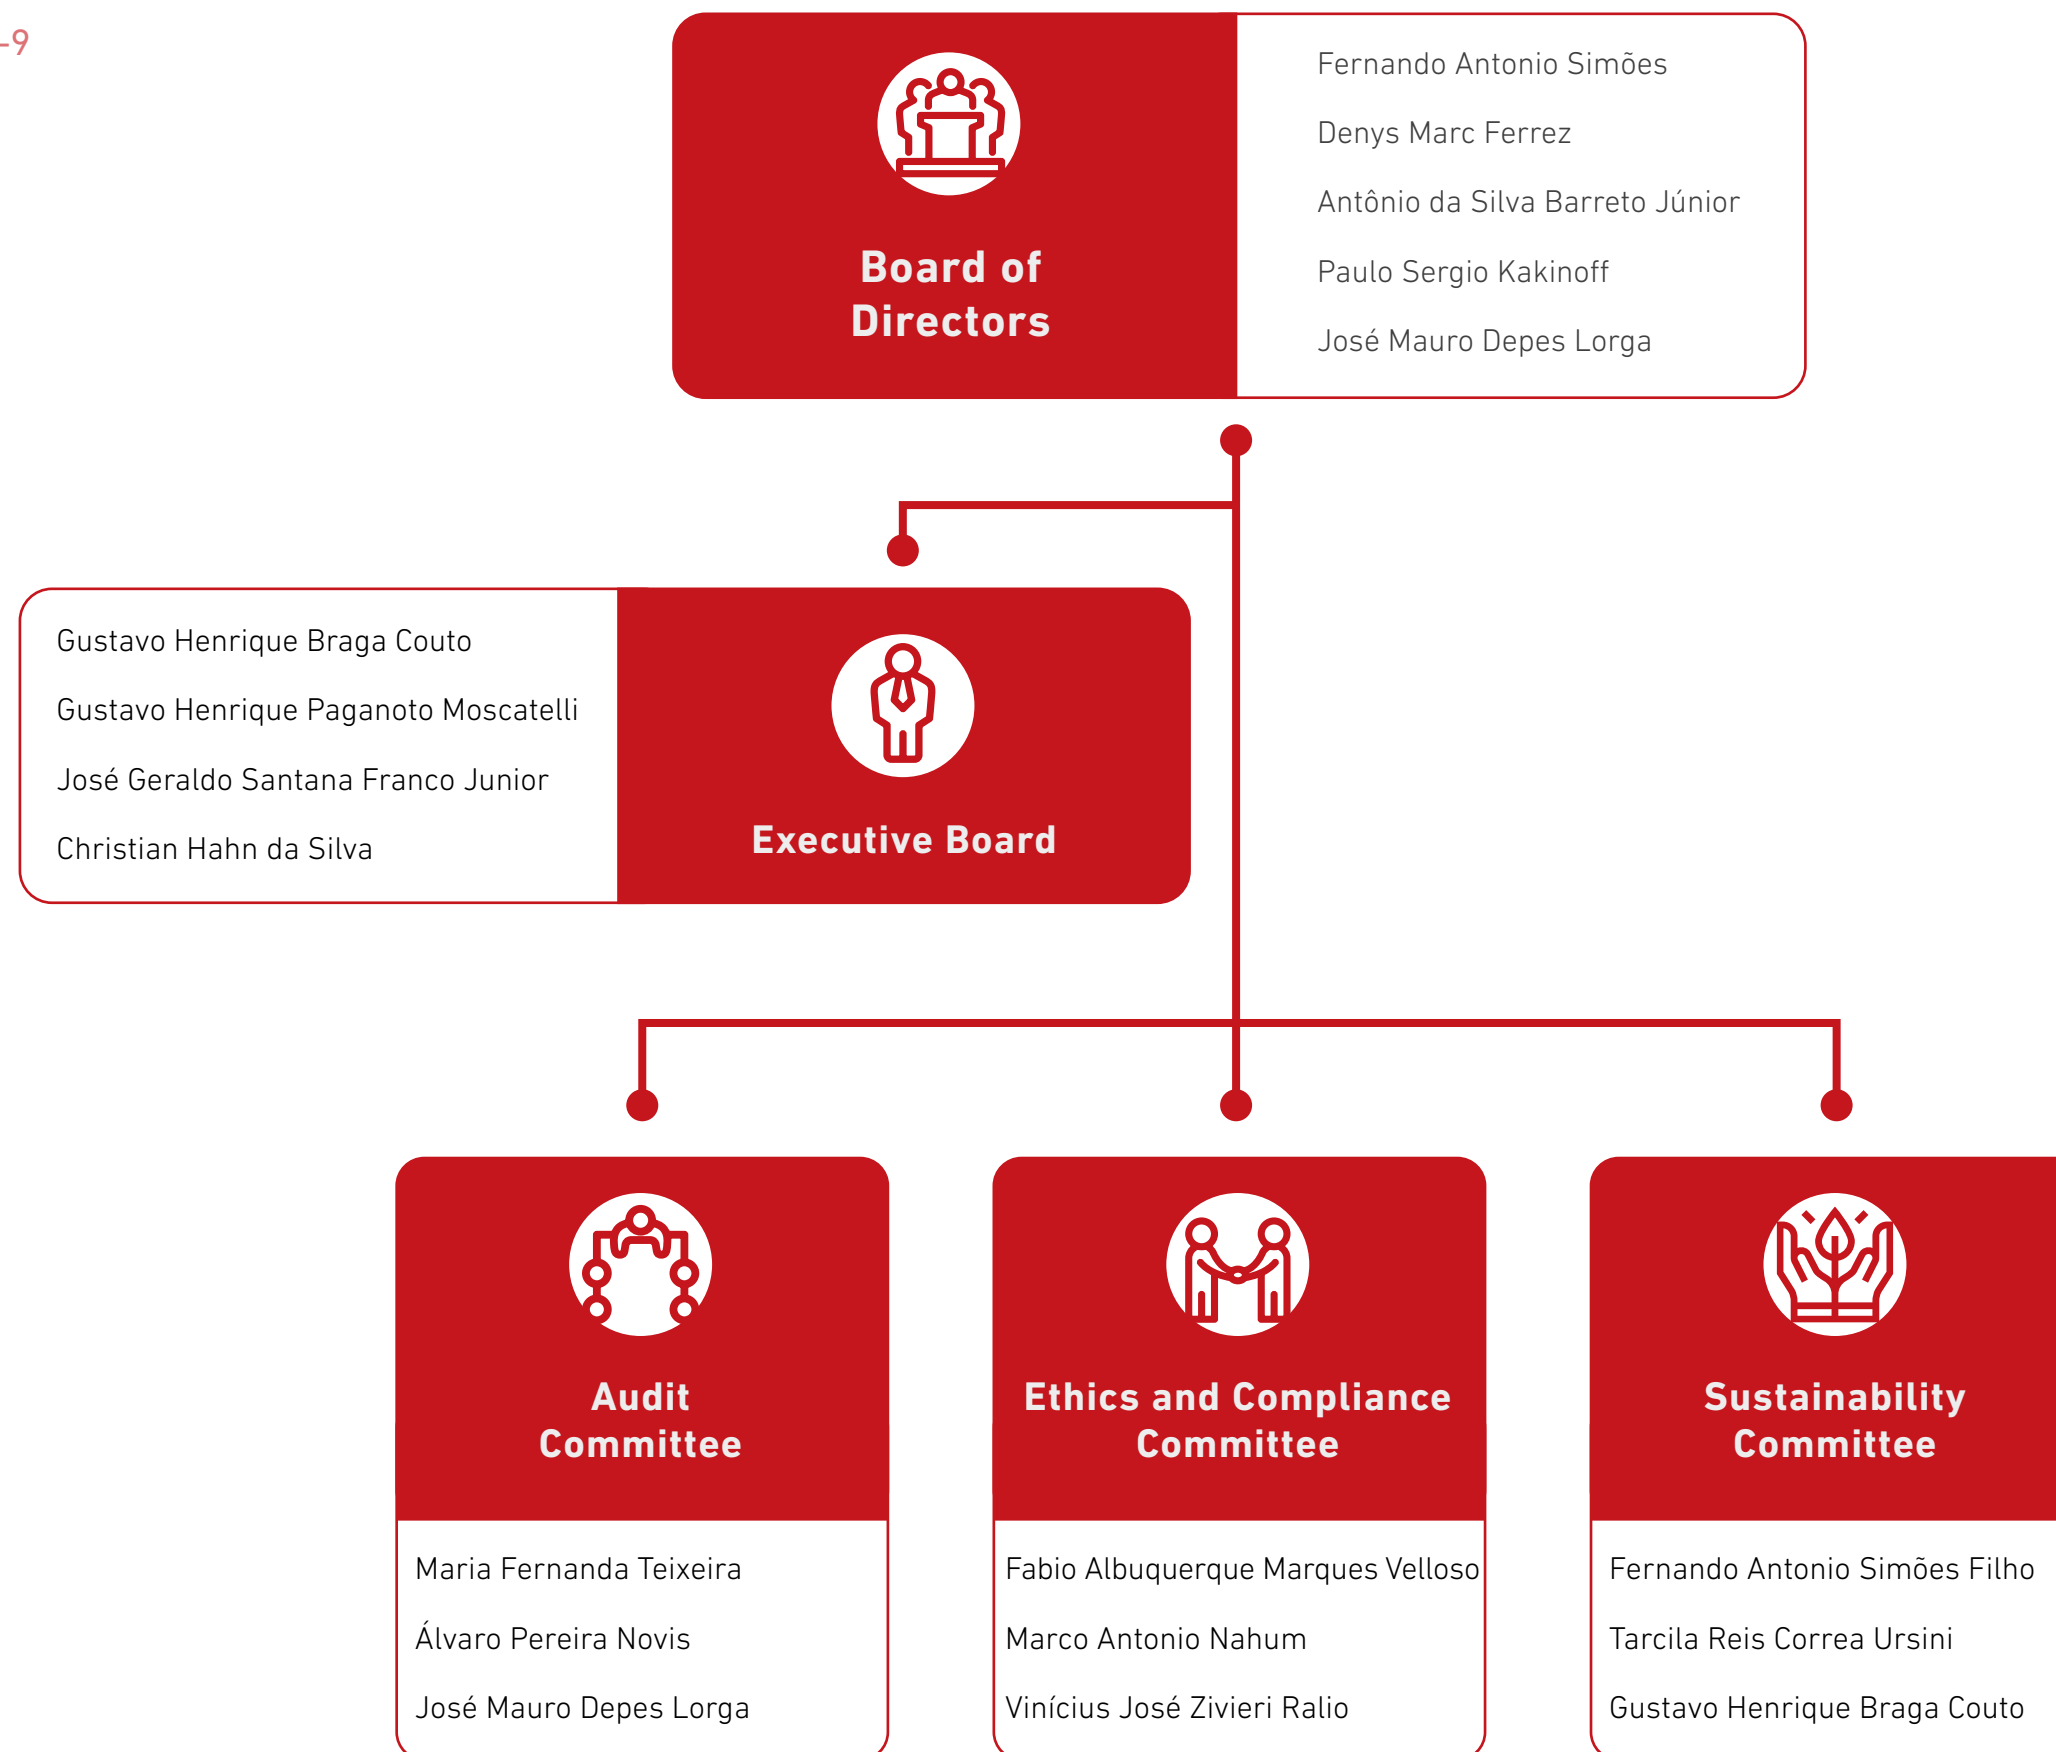 -9
Board of
Directors
Fernando Antonio Simões
Denys Marc Ferrez
Antônio da Silva Barreto Júnior
Paulo Sergio Kakinoff
José Mauro Depes Lorga
Gustavo Henrique Braga Couto
Gustavo Henrique Paganoto Moscatelli
José Geraldo Santana Franco Junior
Christian Hahn da Silva
Executive Board
Audit
Committee
Maria Fernanda Teixeira
Álvaro Pereira Novis
José Mauro Depes Lorga
Ethics and Compliance
Committee
Fabio Albuquerque Marques Velloso
Marco Antonio Nahum
Vinícius José Zivieri Ralio
Sustainability
Committee
Fernando Antonio Simões Filho
Tarcila Reis Correa Ursini
Gustavo Henrique Braga Couto